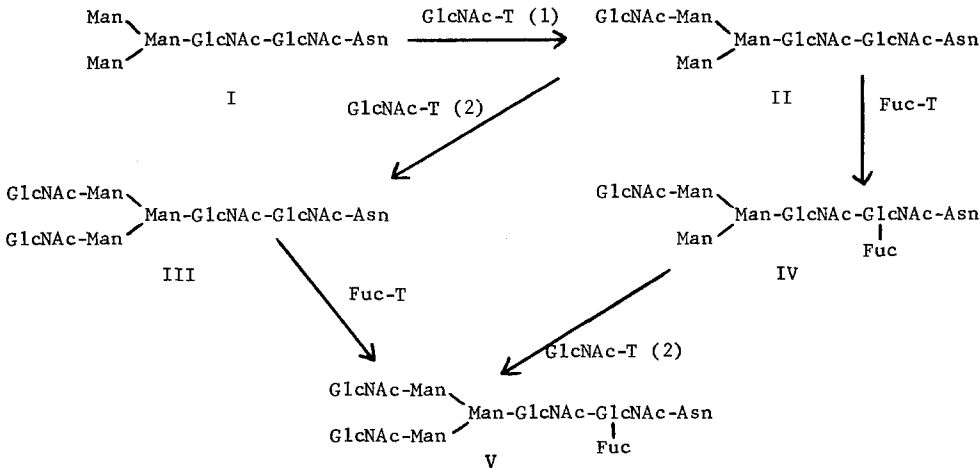 Man
Man-GlcNAc-GlcNAc-Asn
Man
I
GlcNAc-T (1)
GlcNAc-Man
Man-GlcNAc-GlcNAc-Asn
Man
II
GlcNAc-T (2)
Fuc-T
GlcNAc-Man
Man-GlcNAc-GlcNAc-Asn
GlcNAc-Man
III
GlcNAc-Man
Man-GlcNAc-GlcNAc-Asn
Man
Fuc
IV
Fuc-T
GlcNAc-T (2)
GlcNAc-Man
Man-GlcNAc-GlcNAc-Asn
GlcNAc-Man
Fuc
V